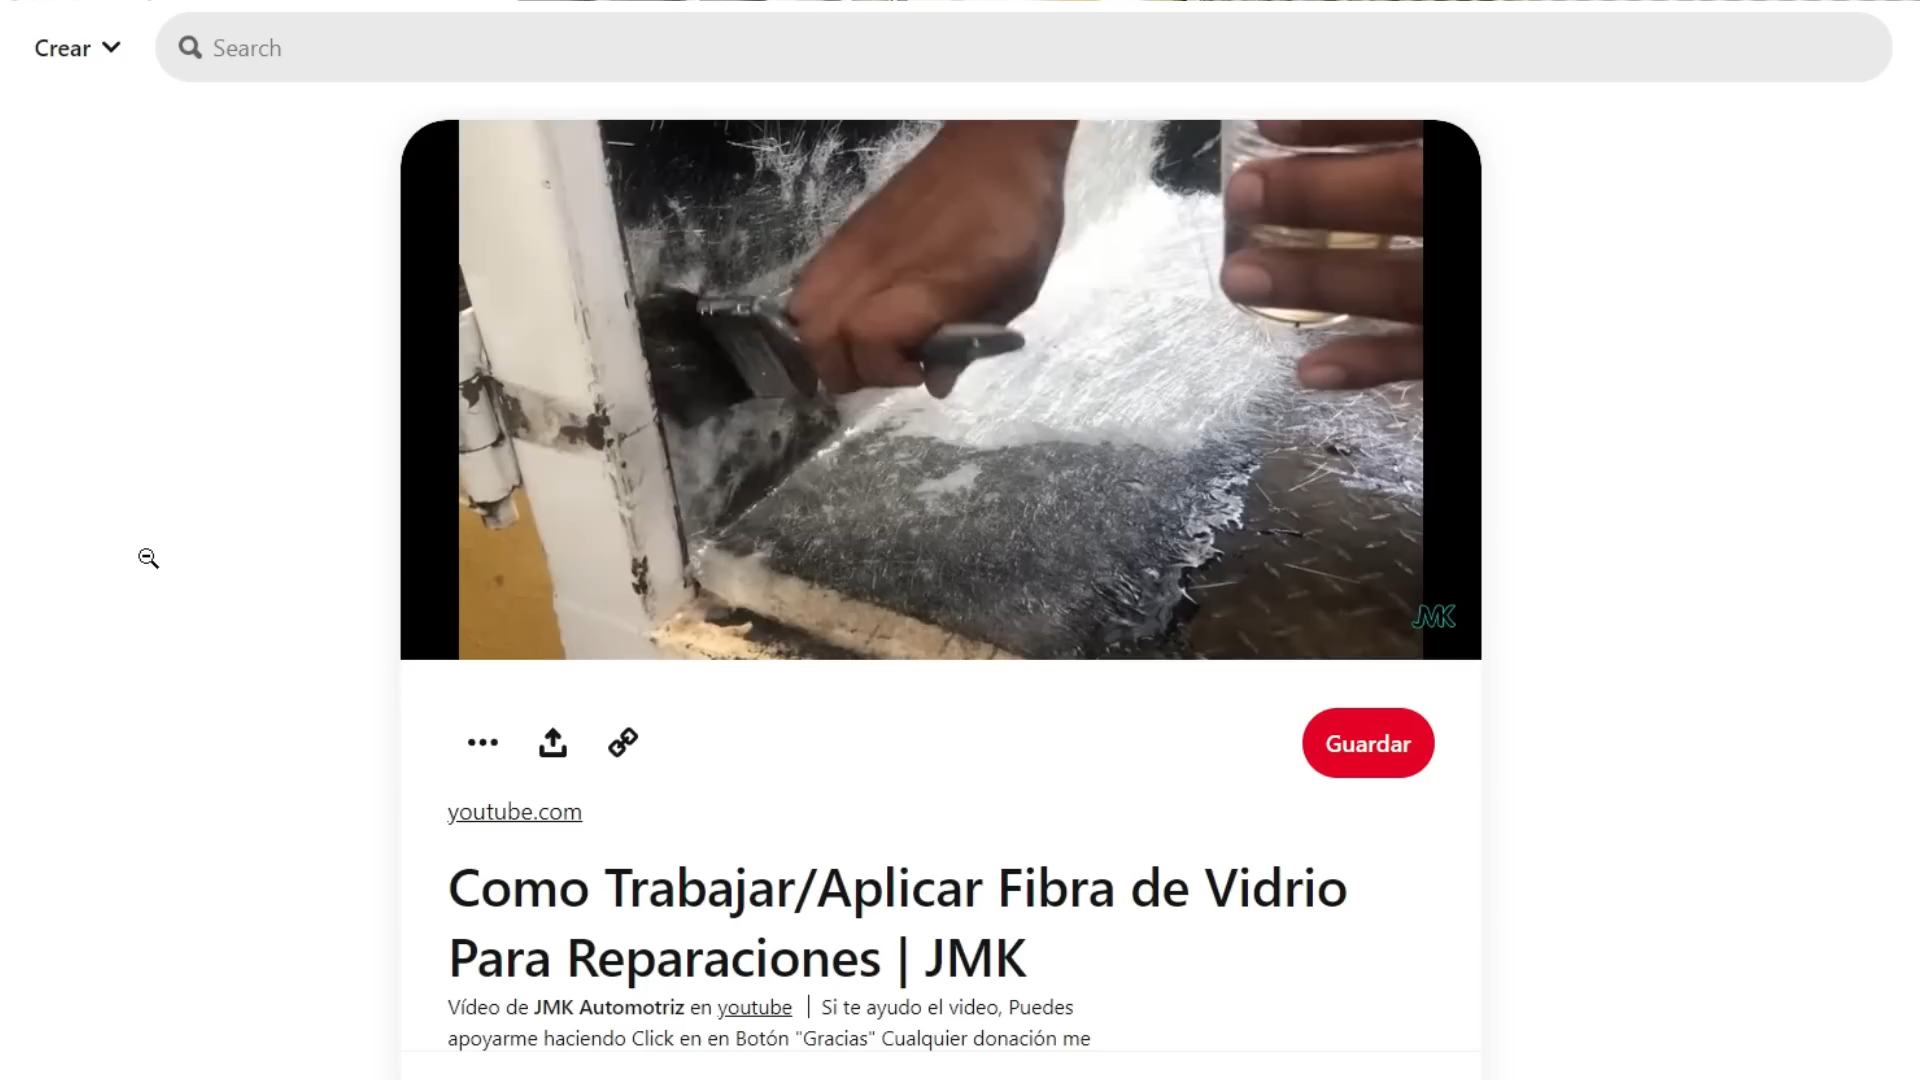 Crear
Search
JMK
Guardar
youtube.com
Como Trabajar/Aplicar Fibra de Vidrio
Para Reparaciones | JMK
Vídeo de JMK Automotriz en youtube | Si te ayudo el video, Puedes
apoyarme haciendo Click en en Botón "Gracias" Cualquier donación me